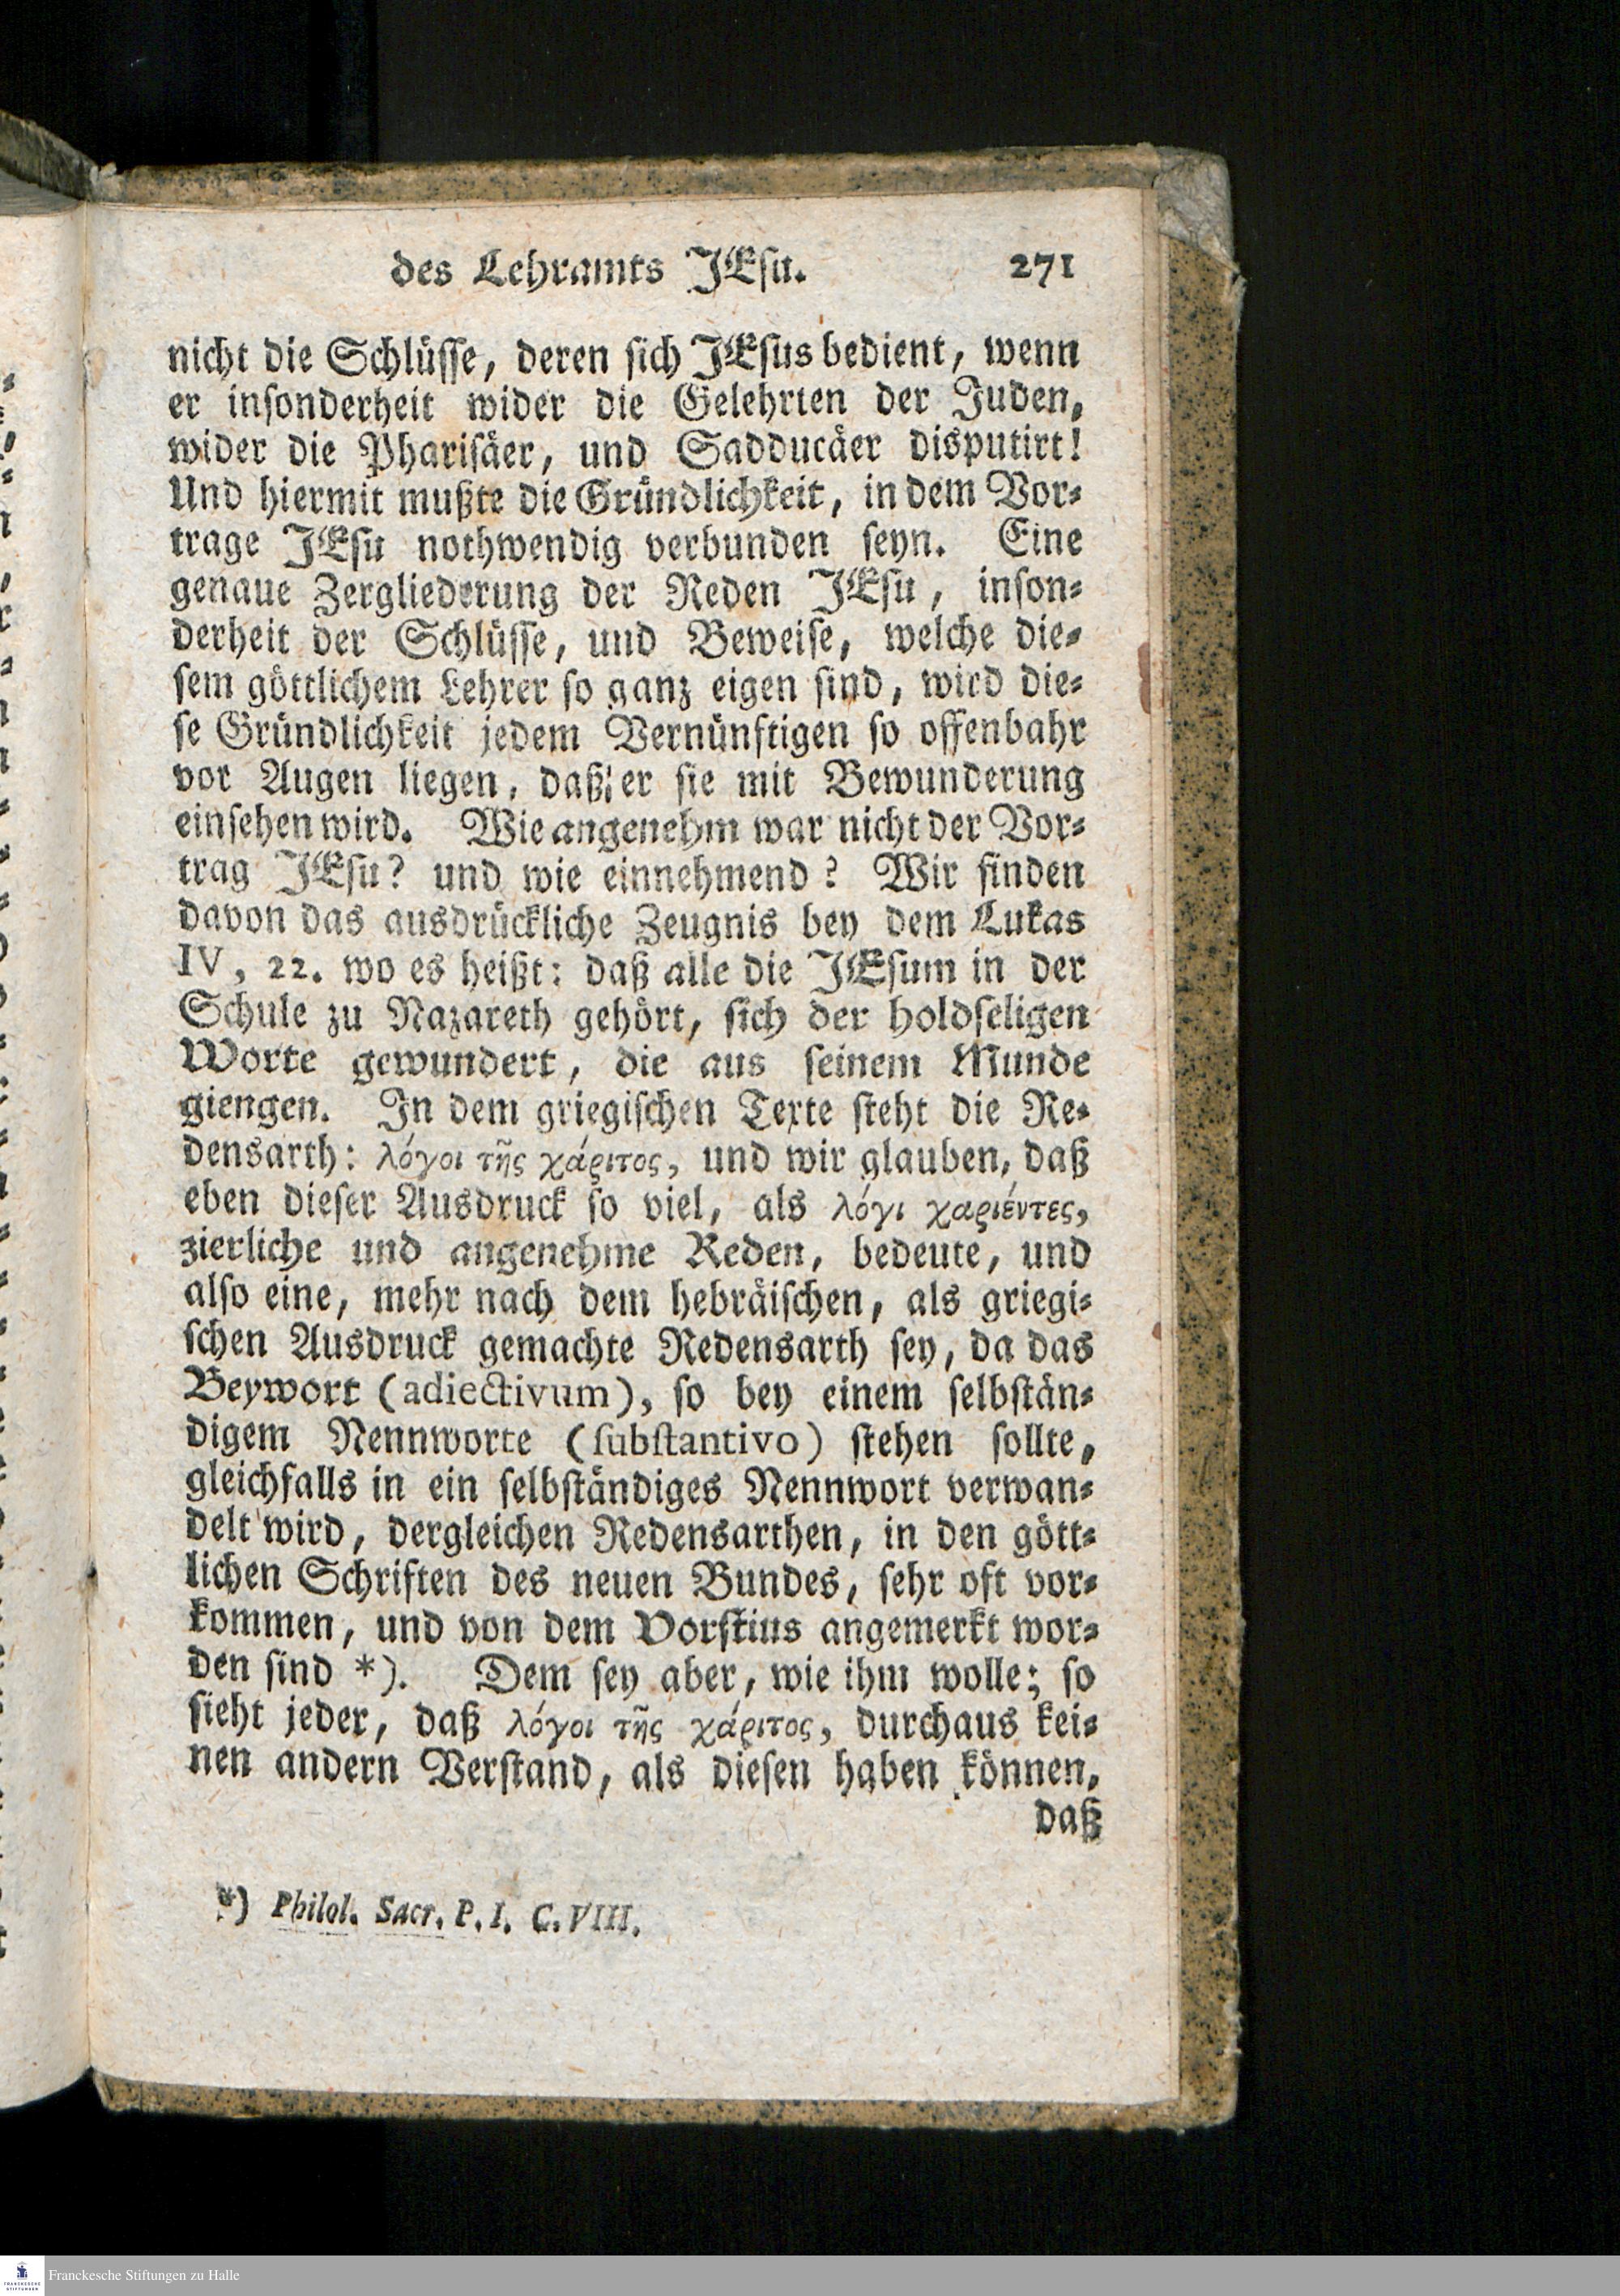 des Lehramts JEsu. 271
nicht die Schlüsse, deren sich JEsus bedient, wenn
er insonderheit wider die Gelehrten der Juden,
wider die Pharisäer, und Sadducäer disputirt!
Und hiermit mußte die Gründlichkeit, in dem Vor-
trage JEsu nothwendig verbunden seyn. Eine
genaue Zergliederung der Reden JEsu, inson-
derheit der Schlüsse, und Beweise, welche die-
sem göttlichem Lehrer so ganz eigen sind, wird die-
se Gründlichkeit jedem Vernünftigen so offenbahr
vor Augen liegen, daß er sie mit Bewunderung
einsehen wird. Wie angenehm war nicht der Vor-
trag JEsu? und wie einnehmend? Wir finden
davon das ausdrückliche Zeugnis bey dem Lukas
IV, 22. wo es heißt: daß alle die JEsum in der
Schule zu Nazareth gehört, sich der holdseligen
Worte gewundert, die aus seinem Munde
giengen. In dem griegischen Texte steht die Re-
densarth: λόγοι τῆς χάριτος, und wir glauben, daß
eben dieser Ausdruck so viel, als λόγι χαριέντες,
zierliche und angenehme Reden, bedeute, und
also eine, mehr nach dem hebräischen, als griegi-
schen Ausdruck gemachte Redensarth sey, da das
Beywort (adiectivum), so bey einem selbstän-
digem Nennworte (substantivo) stehen sollte,
gleichfalls in ein selbständiges Nennwort verwan-
delt wird, dergleichen Redensarthen, in den gött-
lichen Schriften des neuen Bundes, sehr oft vor-
kommen, und von dem Vorstius angemerkt wor-
den sind *). Dem sey aber, wie ihm wolle; so
sieht jeder, daß λόγοι τῆς χάριτος, durchaus kei-
nen andern Verstand, als diesen haben können,
daß
*) Philol. Sacr. P. I. C. VIII.
Franckesche Stiftungen zu Halle